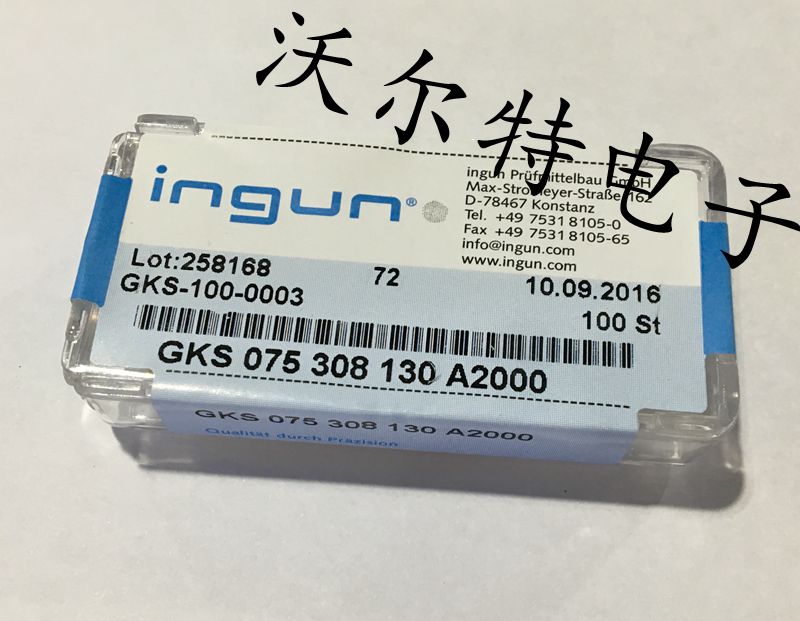 沃尔特电子
ingun®
ingun Prüfmittelbau GmbH
Max-Stromeyer-Straße 162
D-78467 Konstanz
Tel. +49 7531 8105-0
Fax +49 7531 8105-65
info@ingun.com
www.ingun.com
Lot:258168 72 10.09.2016
GKS-100-0003 100 St
GKS 075 308 130 A2000
GKS 075 308 130 A2000
Qualität durch Präzision